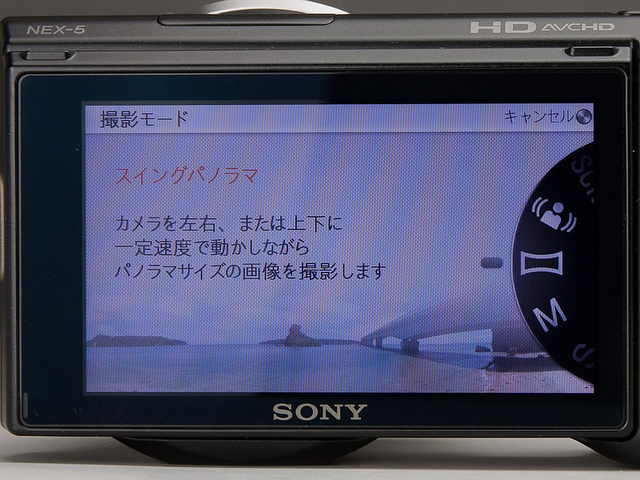 NEX-5
HD AVCHD
撮影モード
キャンセル
スイングパノラマ
カメラを左右、または上下に
一定速度で動かしながら
パノラマサイズの画像を撮影します
M
SONY